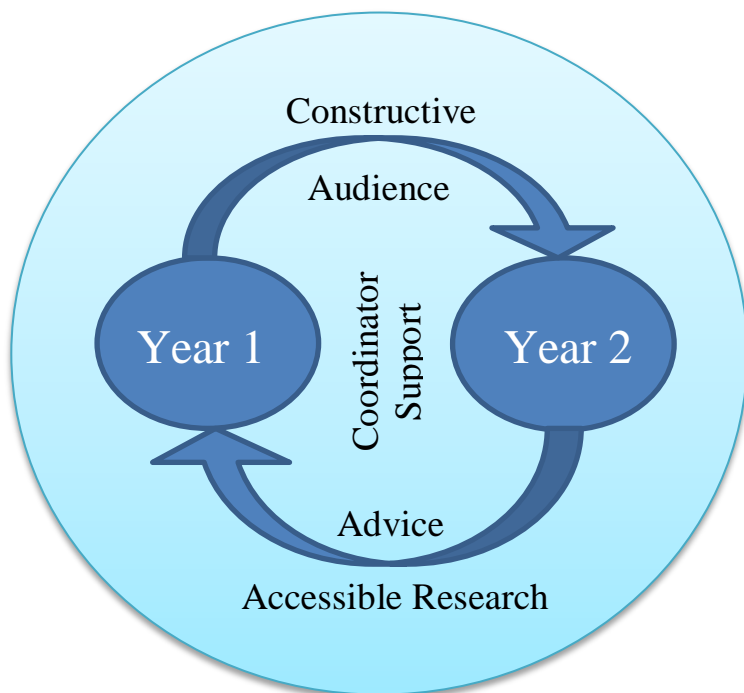 Constructive
Audience
Year 1
Coordinator
Support
Year 2
Advice
Accessible Research